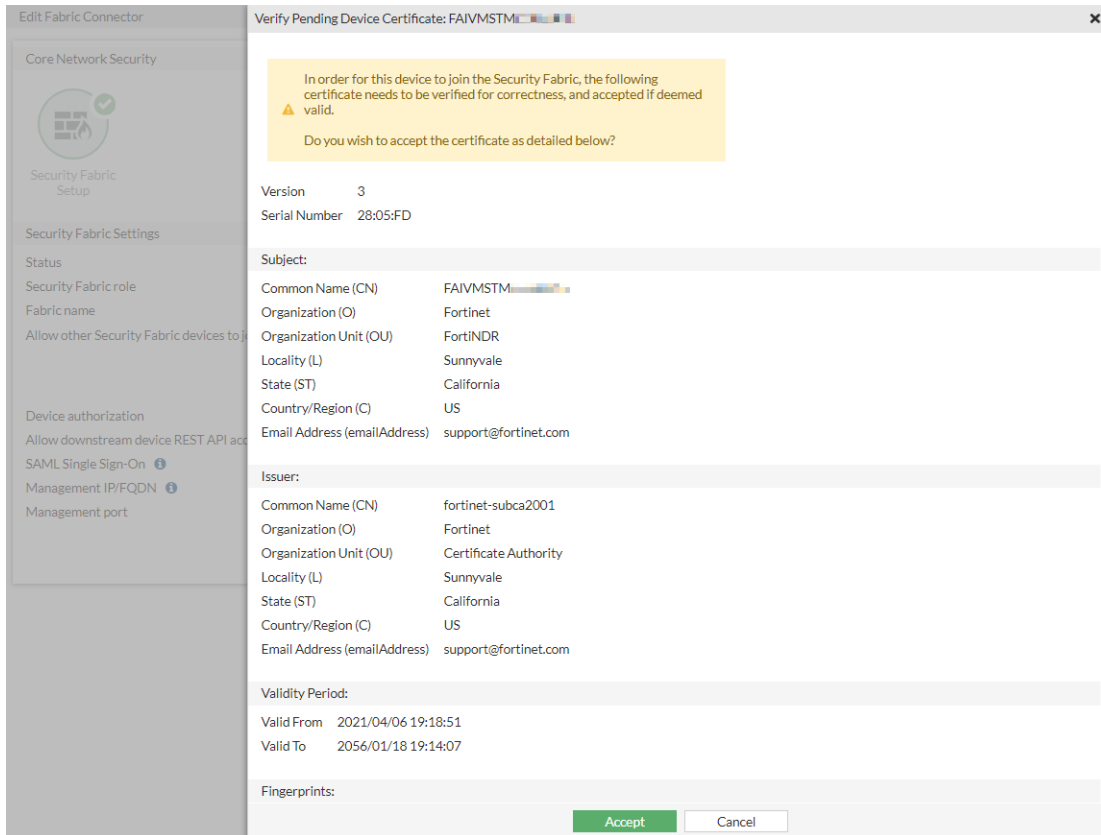 Edit Fabric Connector
Verify Pending Device Certificate: FAIVMSTM
Core Network Security
Security Fabric
Setup
Security Fabric Settings
Status
Security Fabric role
Fabric name
Allow other Security Fabric devices to
Device authorization
Allow downstream device REST API
SAML Single Sign-On
Management IP/FQDN
Management port
In order for this device to join the Security Fabric, the following
certificate needs to be verified for correctness, and accepted if deemed
valid.
Do you wish to accept the certificate as detailed below?
Version 3
Serial Number 28:05:FD
Subject:
Common Name (CN) FAIVMSTM
Organization (O) Fortinet
Organization Unit (OU) FortiNDR
Locality (L) Sunnyvale
State (ST) California
Country/Region (C) US
Email Address (emailAddress) support@fortinet.com
Issuer:
Common Name (CN) fortinet-subca2001
Organization (O) Fortinet
Organization Unit (OU) Certificate Authority
Locality (L) Sunnyvale
State (ST) California
Country/Region (C) US
Email Address (emailAddress) support@fortinet.com
Validity Period:
Valid From 2021/04/06 19:18:51
Valid To 2056/01/18 19:14:07
Fingerprints:
Accept Cancel